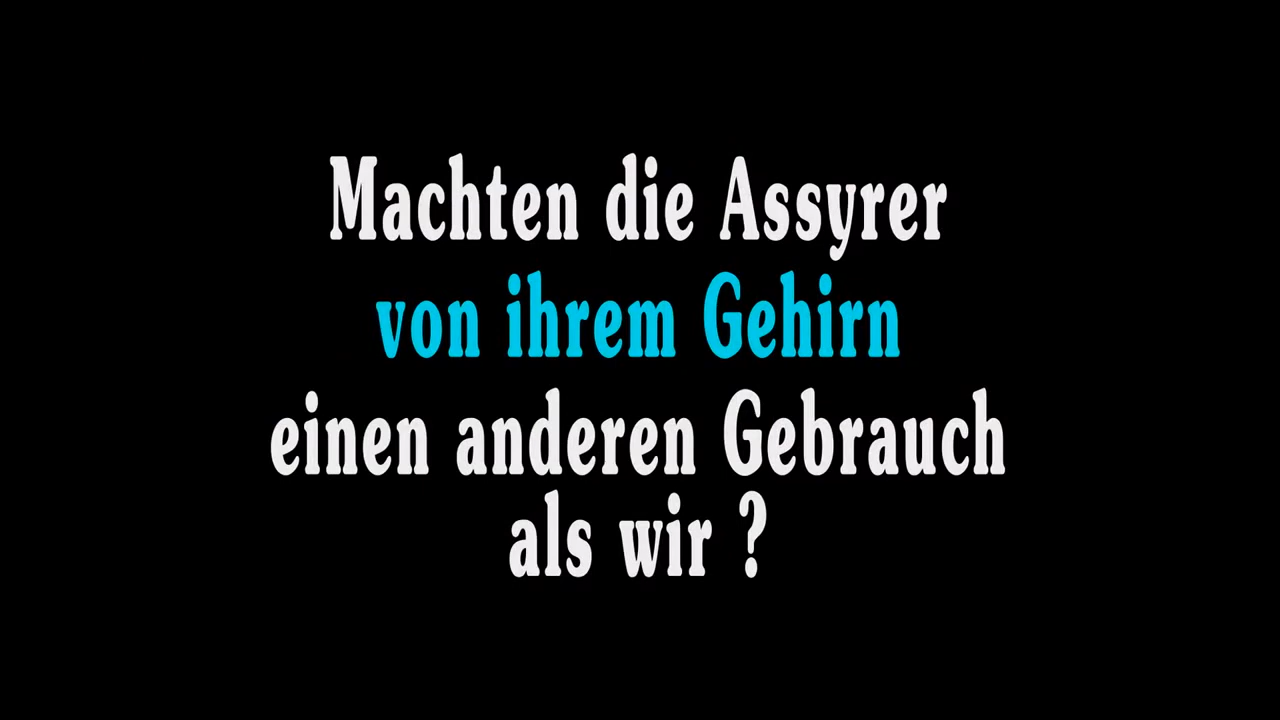 Machten die Assyrer
von ihrem Gehirn
einen anderen Gebrauch
als wir ?